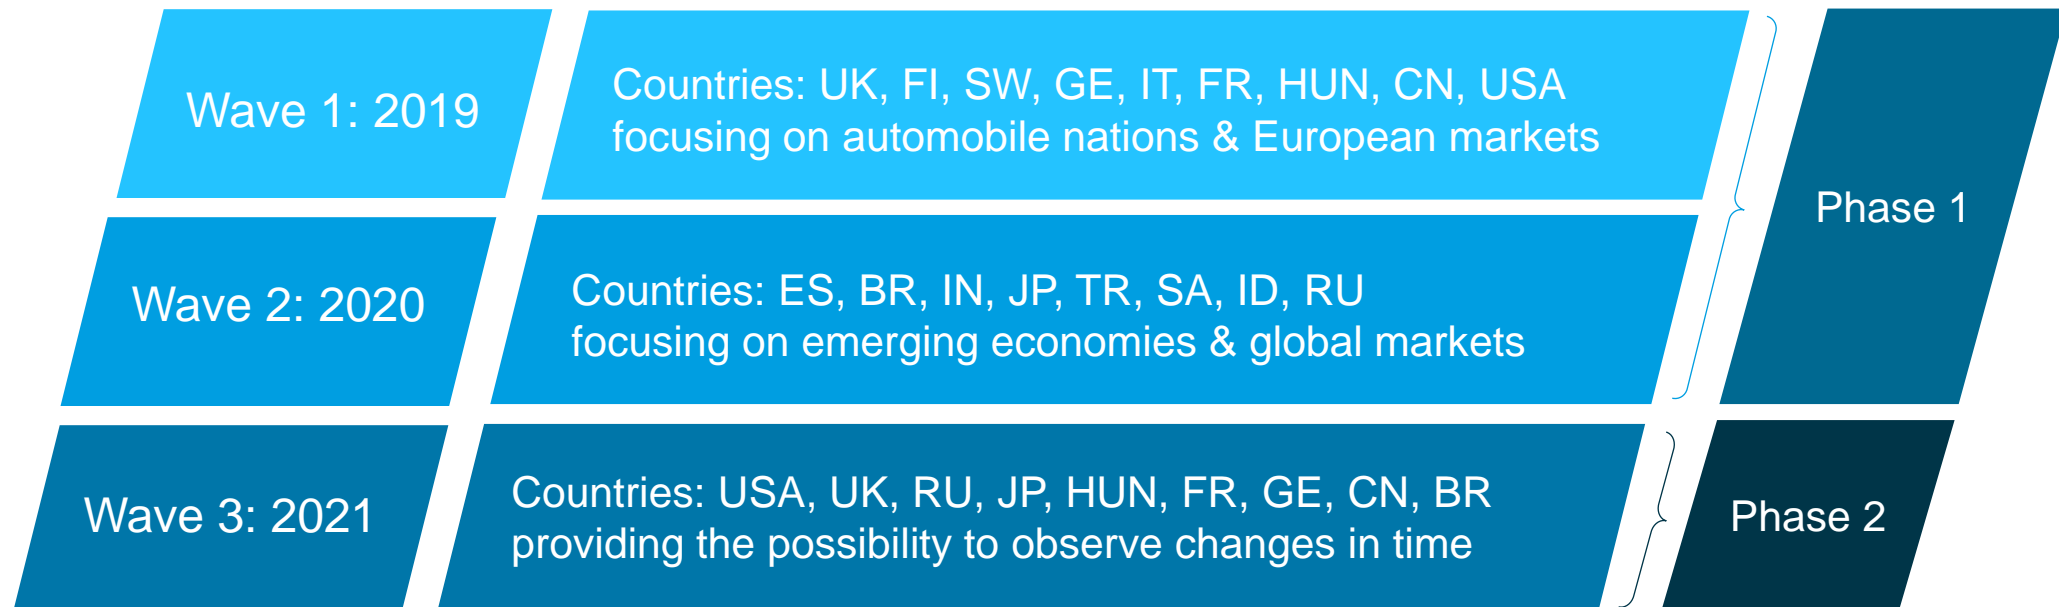 Wave 1: 2019
Countries: UK, FI, SW, GE, IT, FR, HUN, CN, USA
focusing on automobile nations & European markets
Phase 1
Wave 2: 2020
Countries: ES, BR, IN, JP, TR, SA, ID, RU
focusing on emerging economies & global markets
Wave 3: 2021
Countries: USA, UK, RU, JP, HUN, FR, GE, CN, BR
providing the possibility to observe changes in time
Phase 2